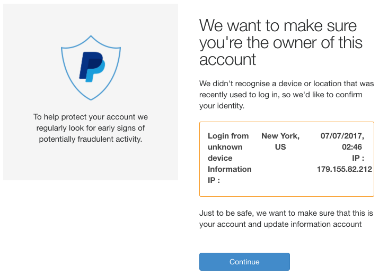 To help protect your account we
regularly look for early signs of
potentially fraudulent activity.
We want to make sure
you're the owner of this
account
We didn't recognise a device or location that was
recently used to log in, so we'd like to confirm
your identity.
Login from unknown device
New York, US
07/07/2017, 02:46
Information IP :
IP : 179.155.82.212
Just to be safe, we want to make sure that this is
your account and update information account
Continue